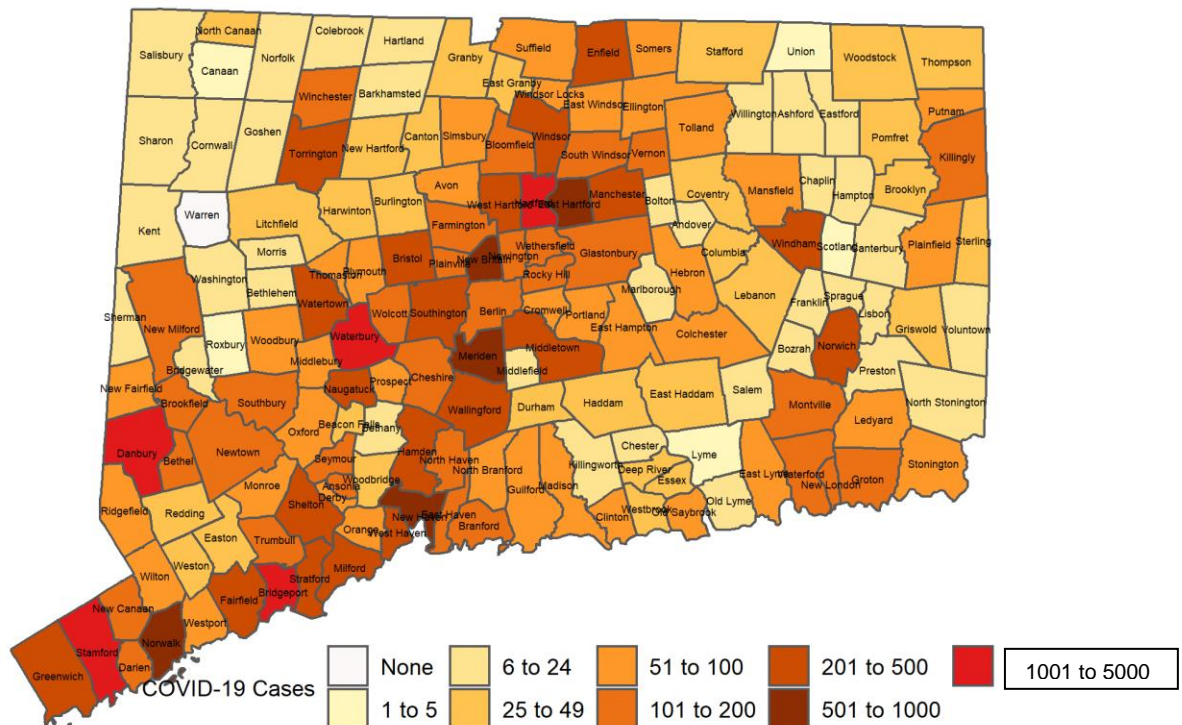 North Canaan
Colebrook
Hartland
Salisbury
Norfolk
Canaan
Granby
Suffield
Enfield
Somers
Stafford
Union
Woodstock
Thompson
East Granby
Windsor Locks
Winchester
Barkhamsted
East Windsor
Ellington
Putnam
Sharon
Cornwall
Goshen
Torrington
New Hartford
Canton
Simsbury
Bloomfield
Windsor
South Windsor
Vernon
Tolland
Willington
Ashford
Eastford
Pomfret
Killingly
Kent
Warren
Litchfield
Harwinton
Burlington
Avon
West Hartford
Hartford
East Hartford
Manchester
Bolton
Coventry
Mansfield
Chaplin
Hampton
Brooklyn
Andover
Morris
Farmington
Wethersfield
Glastonbury
Columbia
Windham
Scotland
Canterbury
Plainfield
Sterling
Washington
Bethlehem
Thomaston
Plymouth
Bristol
Plainville
New Britain
Newington
Rocky Hill
Marlborough
Hebron
Lebanon
Franklin
Sprague
Lisbon
Griswold
Voluntown
Sherman
New Milford
Roxbury
Woodbury
Watertown
Wolcott
Southington
Berlin
Cromwell
Portland
East Hampton
Colchester
Waterbury
Middlebury
Meriden
Middletown
Middlefield
Bozrah
Norwich
Preston
Bridgewater
New Fairfield
Brookfield
Southbury
Naugatuck
Prospect
Cheshire
Wallingford
Durham
Haddam
East Haddam
Salem
Montville
Ledyard
North Stonington
Danbury
Bethel
Newtown
Oxford
Beacon Falls
Bethany
Hamden
North Haven
North Branford
Guilford
Madison
Killingworth
Chester
Deep River
Essex
Lyme
East Lyme
Waterford
New London
Groton
Stonington
Seymour
Ansonia
Derby
Woodbridge
Ridgefield
Redding
Monroe
Shelton
Orange
New Haven
East Haven
West Haven
Branford
Clinton
Westbrook
Old Saybrook
Old Lyme
Easton
Trumbull
Weston
Wilton
Stratford
Milford
Bridgeport
Fairfield
New Canaan
Westport
Norwalk
Stamford
Darien
Greenwich
COVID-19 Cases
None
6 to 24
51 to 100
201 to 500
1001 to 5000
1 to 5
25 to 49
101 to 200
501 to 1000